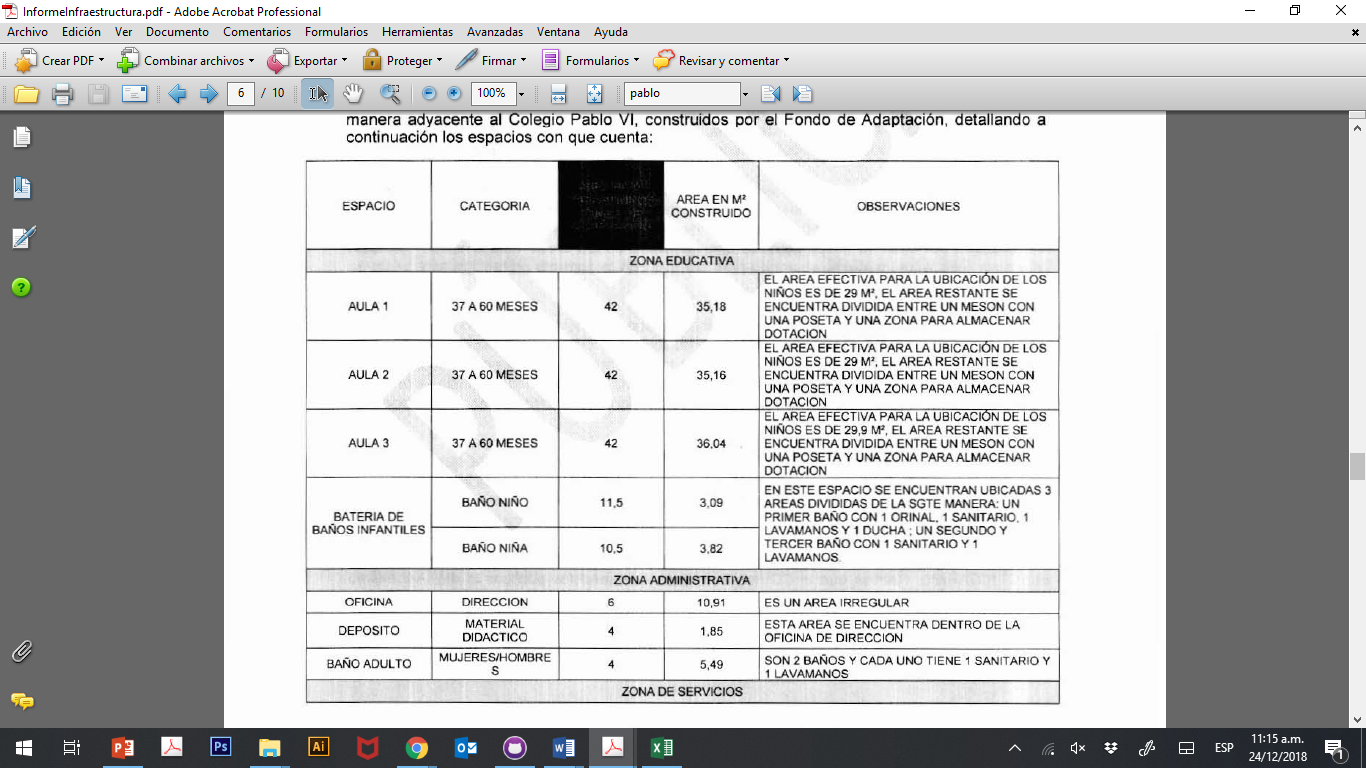 InformeInfraestructura.pdf - Adobe Acrobat Professional
Archivo Edición Ver Documento Comentarios Formularios Herramientas Avanzadas Ventana Ayuda
Crear PDF Combinar archivos Exportar Proteger Firmar Formularios Revisar y comentar
6 / 10 100% pablo
manera adyacente al Colegio Pablo VI, construidos por el Fondo de Adaptación, detallando a
continuación los espacios con que cuenta:
ESPACIO CATEGORIA AREA EN M² CONSTRUIDO OBSERVACIONES
ZONA EDUCATIVA
AULA 1 37 A 60 MESES 42 35,18
EL AREA EFECTIVA PARA LA UBICACIÓN DE LOS
NIÑOS ES DE 29 M², EL AREA RESTANTE SE
ENCUENTRA DIVIDIDA ENTRE UN MESON CON
UNA POSETA Y UNA ZONA PARA ALMACENAR
DOTACION
AULA 2 37 A 60 MESES 42 35,16
EL AREA EFECTIVA PARA LA UBICACIÓN DE LOS
NIÑOS ES DE 29 M², EL AREA RESTANTE SE
ENCUENTRA DIVIDIDA ENTRE UN MESON CON
UNA POSETA Y UNA ZONA PARA ALMACENAR
DOTACION
AULA 3 37 A 60 MESES 42 36,04
EL AREA EFECTIVA PARA LA UBICACIÓN DE LOS
NIÑOS ES DE 29,9 M², EL AREA RESTANTE SE
ENCUENTRA DIVIDIDA ENTRE UN MESON CON
UNA POSETA Y UNA ZONA PARA ALMACENAR
DOTACION
BATERIA DE
BAÑOS INFANTILES
BAÑO NIÑO 11,5 3,09
BAÑO NIÑA 10,5 3,82
EN ESTE ESPACIO SE ENCUENTRAN UBICADAS 3
AREAS DIVIDIDAS DE LA SGTE MANERA: UN
PRIMER BAÑO CON 1 ORINAL, 1 SANITARIO, 1
LAVAMANOS Y 1 DUCHA ; UN SEGUNDO Y
TERCER BAÑO CON 1 SANITARIO Y 1
LAVAMANOS.
ZONA ADMINISTRATIVA
OFICINA DIRECCION 6 10,91 ES UN AREA IRREGULAR
DEPOSITO MATERIAL DIDACTICO 4 1,85
ESTA AREA SE ENCUENTRA DENTRO DE LA
OFICINA DE DIRECCION
BAÑO ADULTO MUJERES/HOMBRE
S 4 5,49
SON 2 BAÑOS Y CADA UNO TIENE 1 SANITARIO Y
1 LAVAMANOS
ZONA DE SERVICIOS
ESP 11:15 a.m.
24/12/2018
1